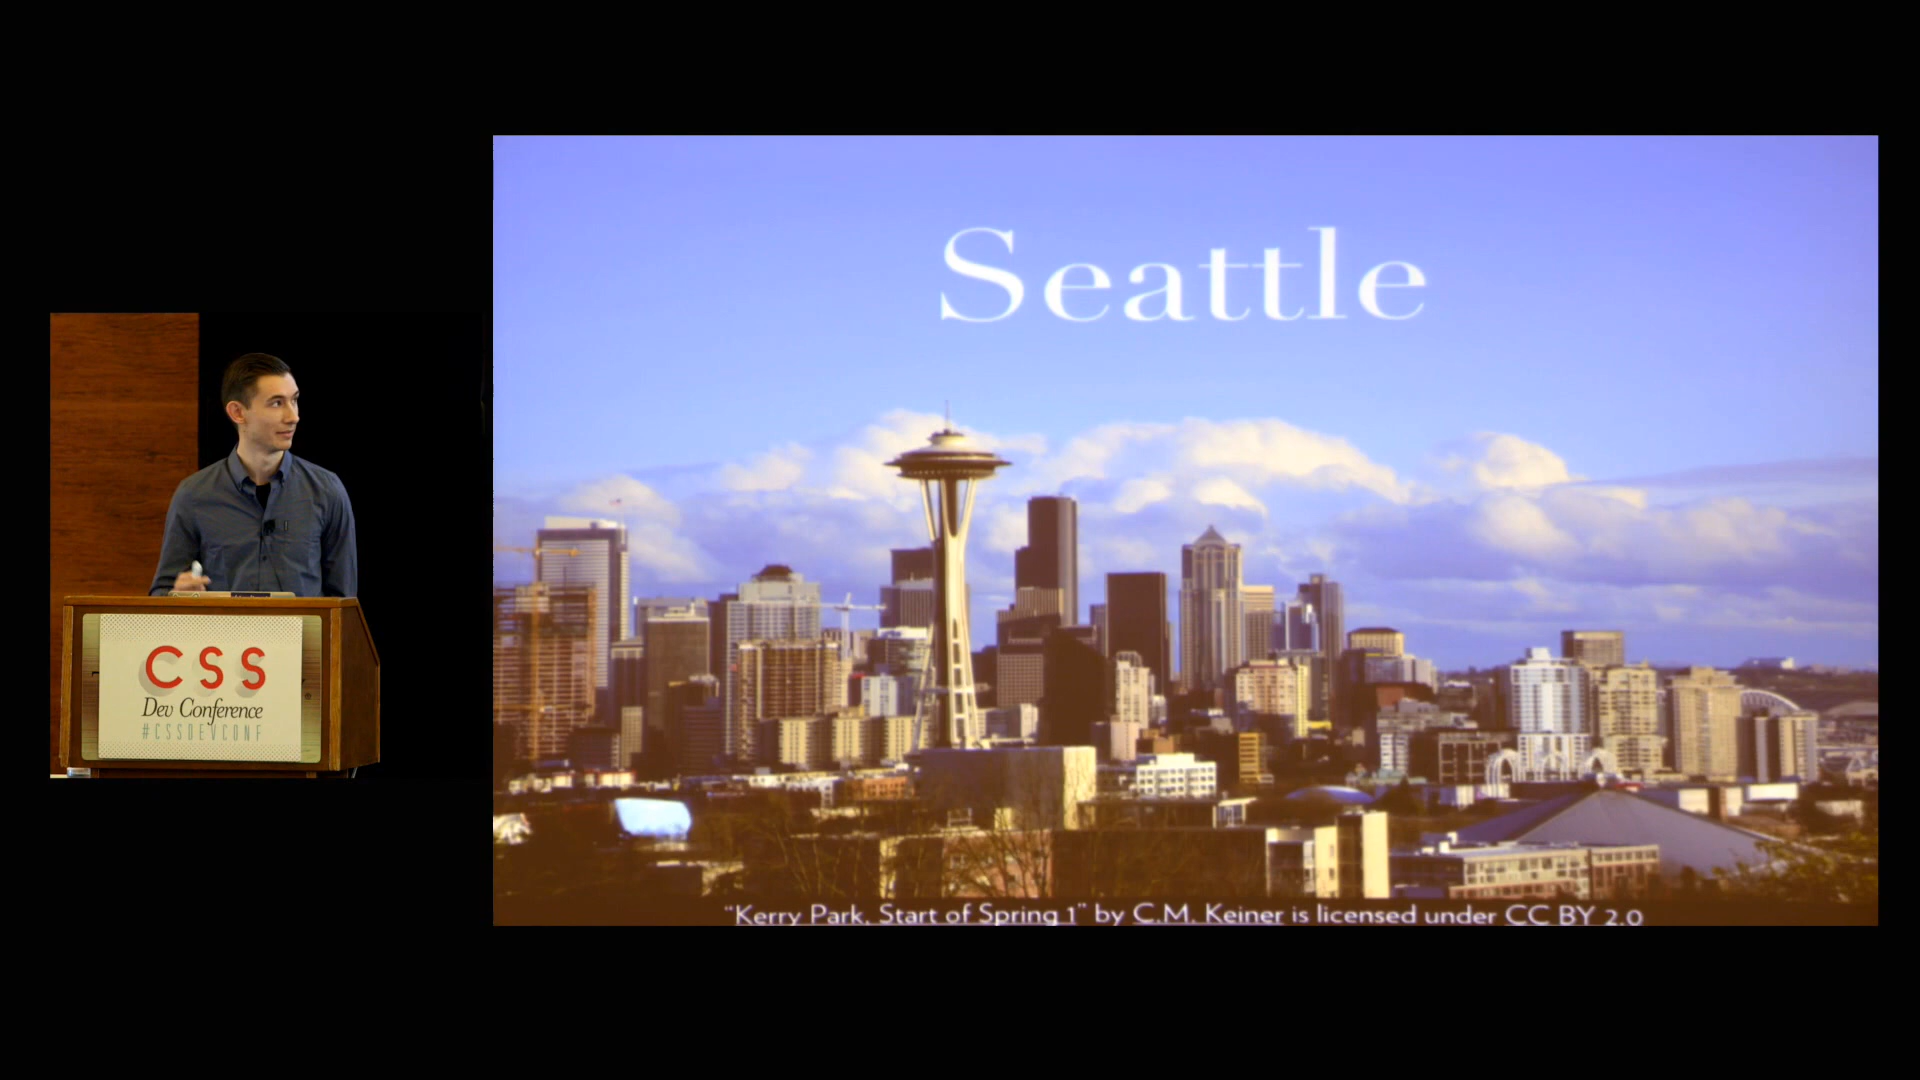 Seattle
CSS
Dev Conference
#CSSDEVCONF
“Kerry Park, Start of Spring 1” by C.M. Keiner is licensed under CC BY 2.0